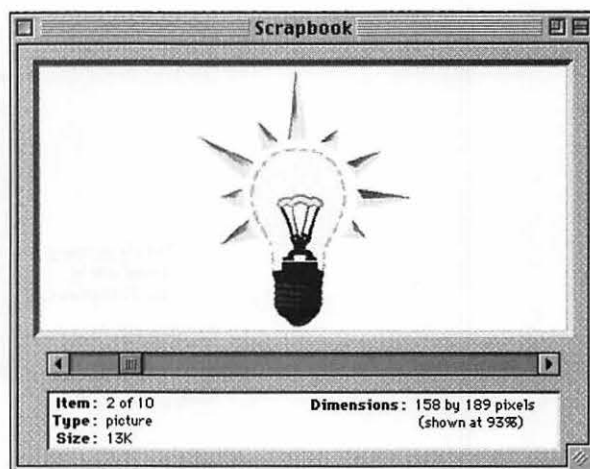 Scrapbook
Item: 2 of 10
Type: picture
Size: 13K
Dimensions: 158 by 189 pixels
(shown at 93%)